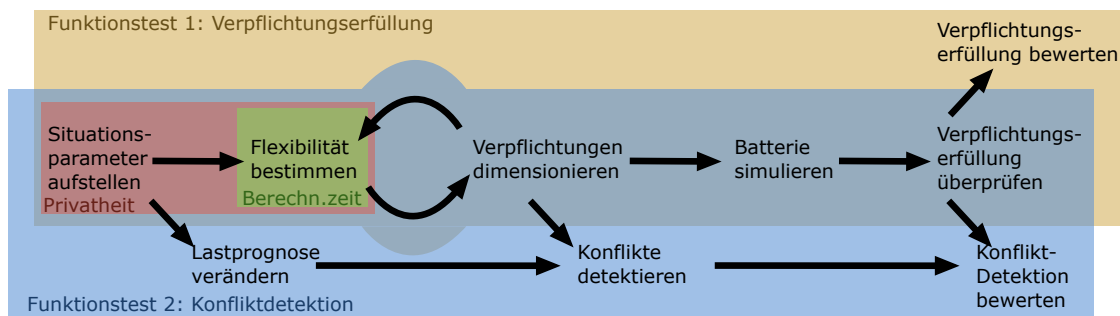 Funktionstest 1: Verpflichtungserfüllung
Verpflichtungs-
erfüllung bewerten
Situations-
parameter
aufstellen
Privatheit
Flexibilität
bestimmen
Berechn.zeit
Verpflichtungen
dimensionieren
Batterie
simulieren
Verpflichtungs-
erfüllung
überprüfen
Lastprognose
verändern
Konflikte
detektieren
Konflikt-
Detektion
bewerten
Funktionstest 2: Konfliktdetektion